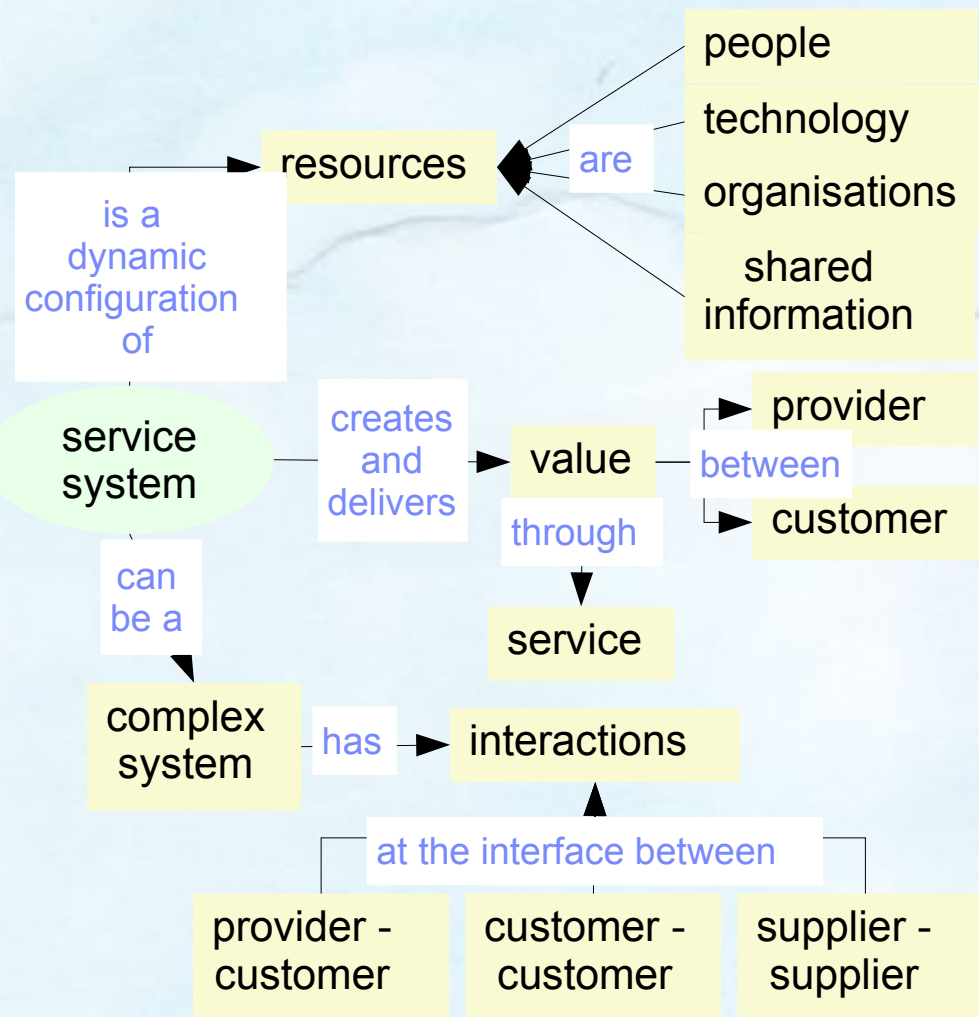 people
technology
resources
are
organisations
is a
dynamic
configuration
of
shared
information
service
system
creates
and
delivers
value
between
provider
customer
through
can
be a
service
complex
system
has
interactions
at the interface between
provider -
customer
customer -
customer
supplier -
supplier